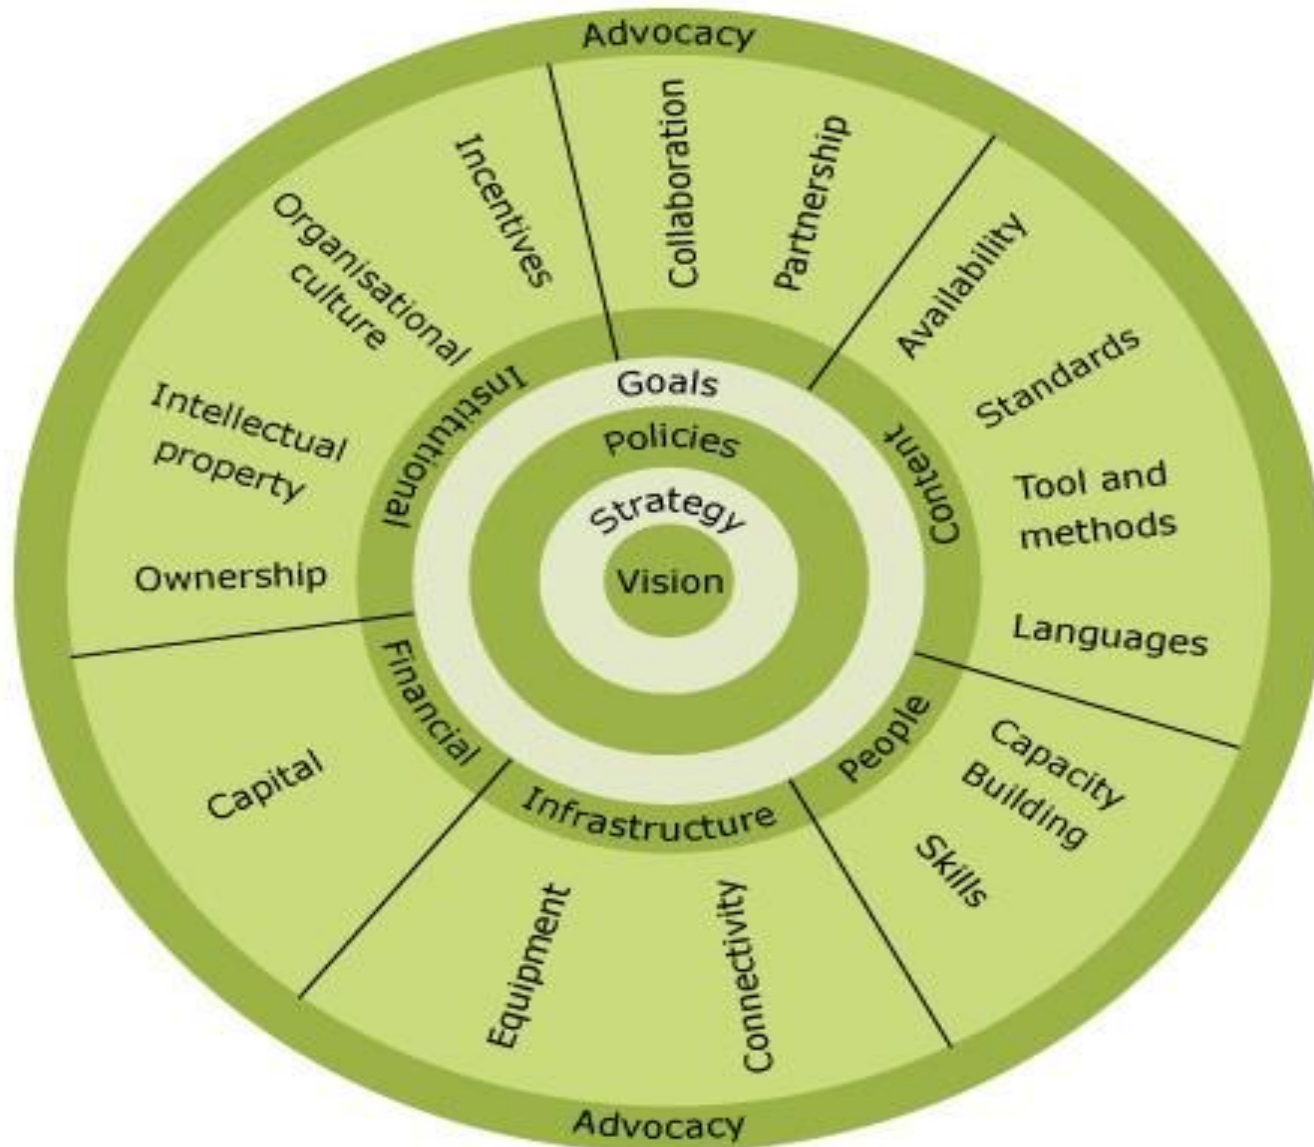 Advocacy
Collaboration
Partnership
Availability
Standards
Tool and
methods
Languages
Capacity
Building
Skills
Connectivity
Equipment
Capital
Ownership
Intellectual
property
Organisational
culture
Incentives
Institutional
Content
People
Infrastructure
Financial
Goals
Policies
Strategy
Vision
Advocacy